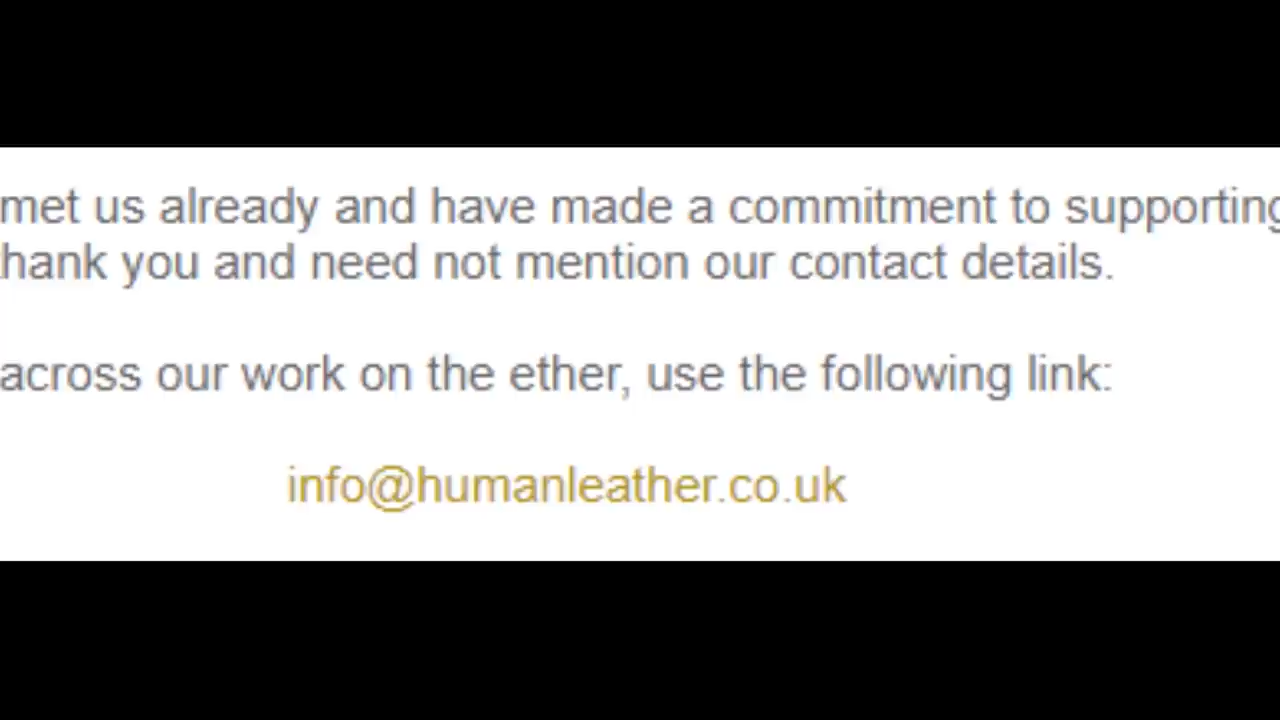 met us already and have made a commitment to supporting
thank you and need not mention our contact details.
across our work on the ether, use the following link:
info@humanleather.co.uk